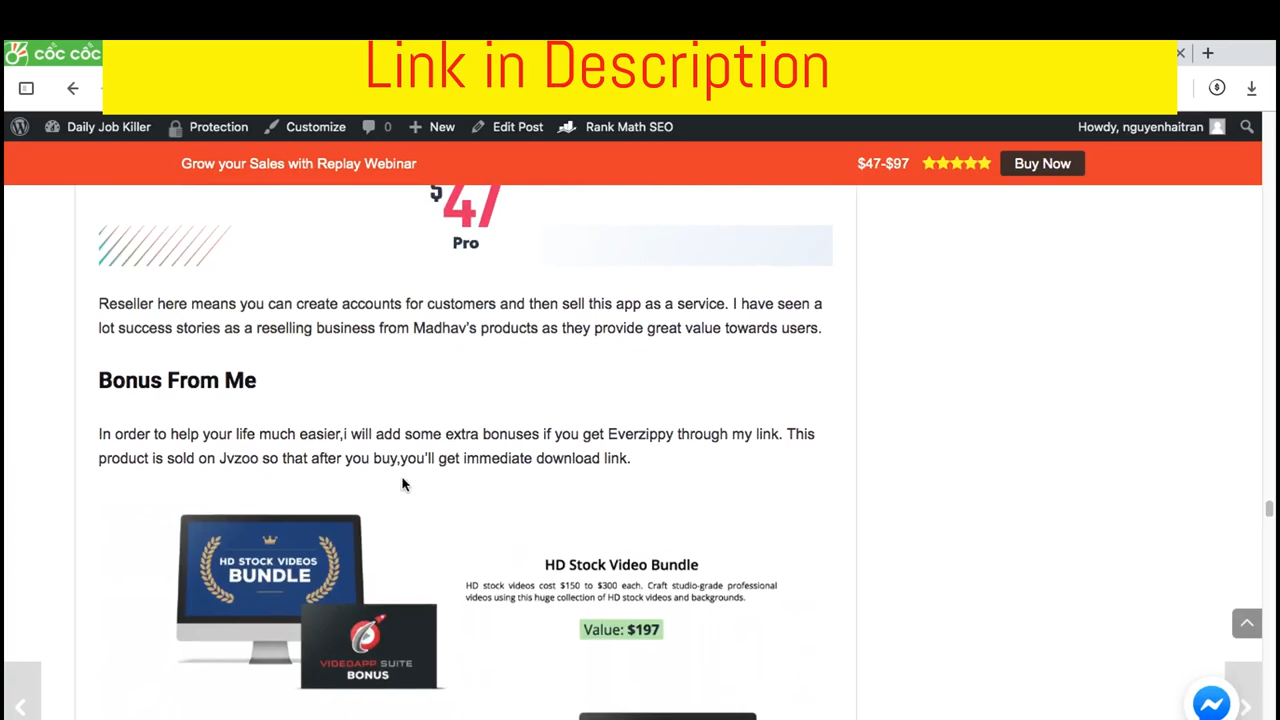 Link in Description
CỐC CỐC
Daily Job Killer Protection Customize 0 New Edit Post Rank Math SEO Howdy, nguyenhaitran
Grow your Sales with Replay Webinar $47-$97 Buy Now
$47
Pro
Reseller here means you can create accounts for customers and then sell this app as a service. I have seen a
lot success stories as a reselling business from Madhav's products as they provide great value towards users.
Bonus From Me
In order to help your life much easier,i will add some extra bonuses if you get Everzippy through my link. This
product is sold on Jvzoo so that after you buy,you'll get immediate download link.
HD STOCK VIDEOS
BUNDLE
VIDEOAPP SUITE
BONUS
HD Stock Video Bundle
HD stock videos cost $150 to $300 each. Craft studio-grade professional
videos using this huge collection of HD stock videos and backgrounds.
Value: $197